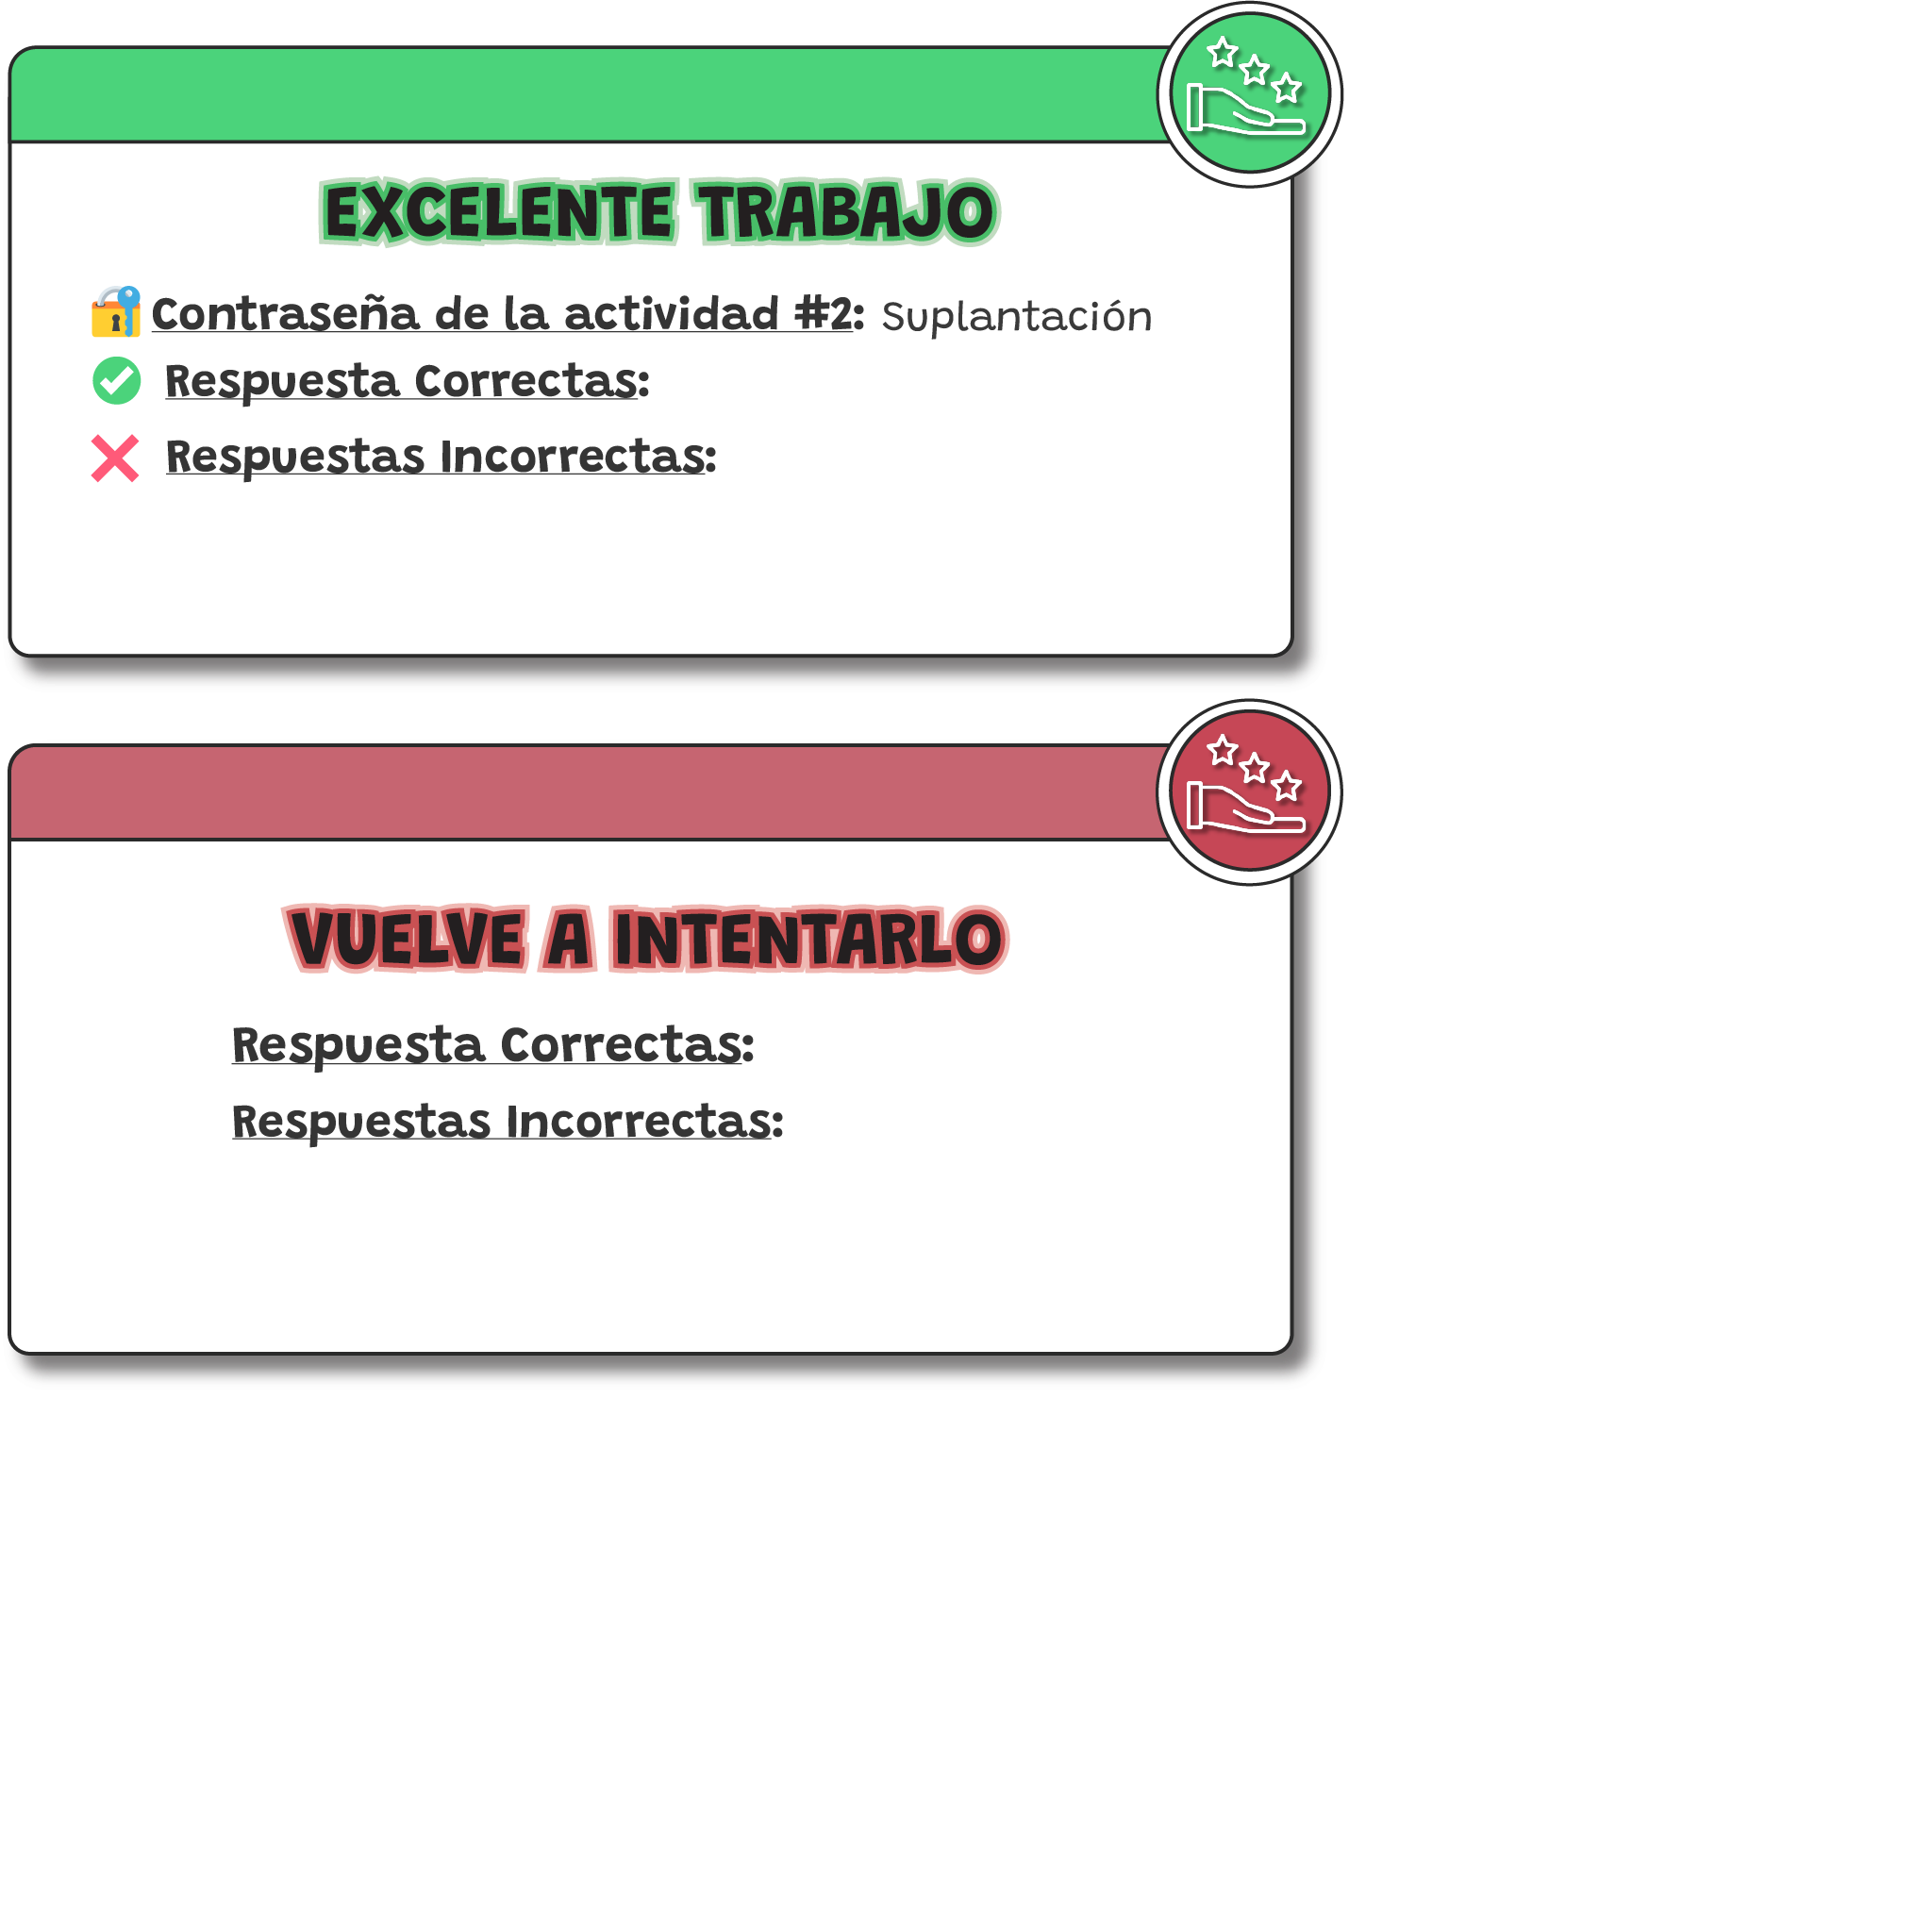 EXCELENTE TRABAJO
Contraseña de la actividad #2: Suplantación
Respuesta Correctas:
Respuestas Incorrectas:
VUELVE A INTENTARLO
Respuesta Correctas:
Respuestas Incorrectas: